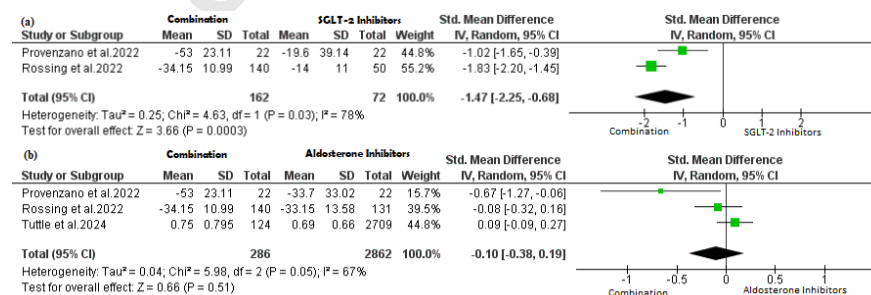 (a) Combination SGLT-2 Inhibitors Std. Mean Difference Std. Mean Difference
Study or Subgroup Mean SD Total Mean SD Total Weight IV, Random, 95% CI IV, Random, 95% CI
Provenzano et al.2022 -53 23.11 22 -19.6 39.14 22 44.8% -1.02 [-1.65, -0.39]
Rossing et al.2022 -34.15 10.99 140 -14 11 50 55.2% -1.83 [-2.20, -1.45]
Total (95% CI) 162 72 100.0% -1.47 [-2.25, -0.68]
Heterogeneity: Tau² = 0.25; Chi² = 4.63, df = 1 (P = 0.03); I² = 78%
Test for overall effect: Z = 3.66 (P = 0.0003)
-2 -1 0 1 2
Combination SGLT-2 Inhibitors
(b) Combination Aldosterone Inhibitors Std. Mean Difference Std. Mean Difference
Study or Subgroup Mean SD Total Mean SD Total Weight IV, Random, 95% CI IV, Random, 95% CI
Provenzano et al.2022 -53 23.11 22 -33.7 33.02 22 15.7% -0.67 [-1.27, -0.06]
Rossing et al.2022 -34.15 10.99 140 -33.15 13.58 131 39.5% -0.08 [-0.32, 0.16]
Tuttle et al.2024 0.75 0.795 124 0.69 0.66 2709 44.8% 0.09 [-0.09, 0.27]
Total (95% CI) 286 2862 100.0% -0.10 [-0.38, 0.19]
Heterogeneity: Tau² = 0.04; Chi² = 5.98, df = 2 (P = 0.05); I² = 67%
Test for overall effect: Z = 0.66 (P = 0.51)
-1 -0.5 0 0.5 1
Combination Aldosterone Inhibitors